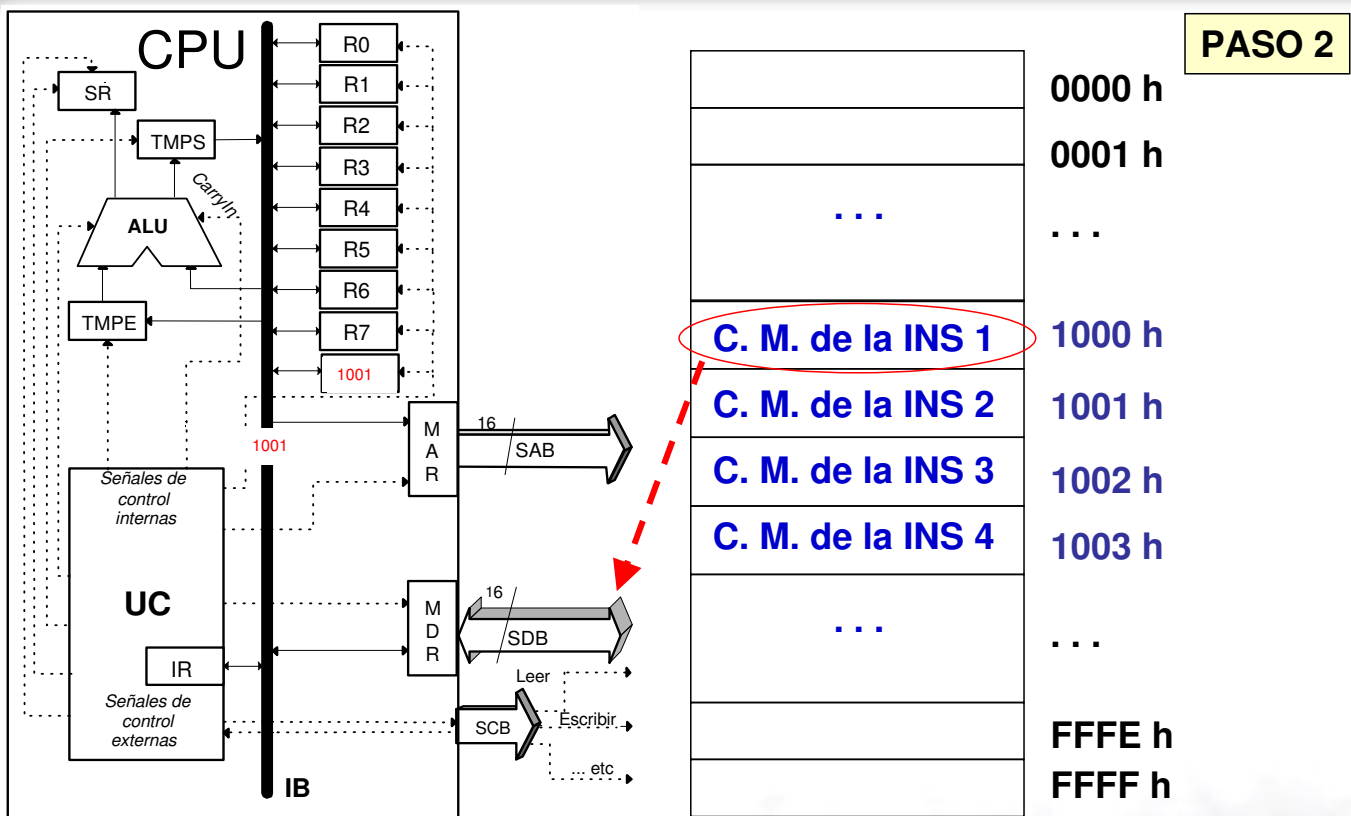 CPU
PASO 2
SR
TMPS
CarryIn
ALU
TMPE
R0
R1
R2
R3
R4
R5
R6
R7
1001
1001
MAR
16
SAB
Señales de
control
internas
UC
IR
Señales de
control
externas
MDR
16
SDB
Leer
SCB
Escribir
... etc
IB
0000 h
0001 h
. . .
. . .
C. M. de la INS 1
1000 h
C. M. de la INS 2
1001 h
C. M. de la INS 3
1002 h
C. M. de la INS 4
1003 h
. . .
. . .
FFFE h
FFFF h